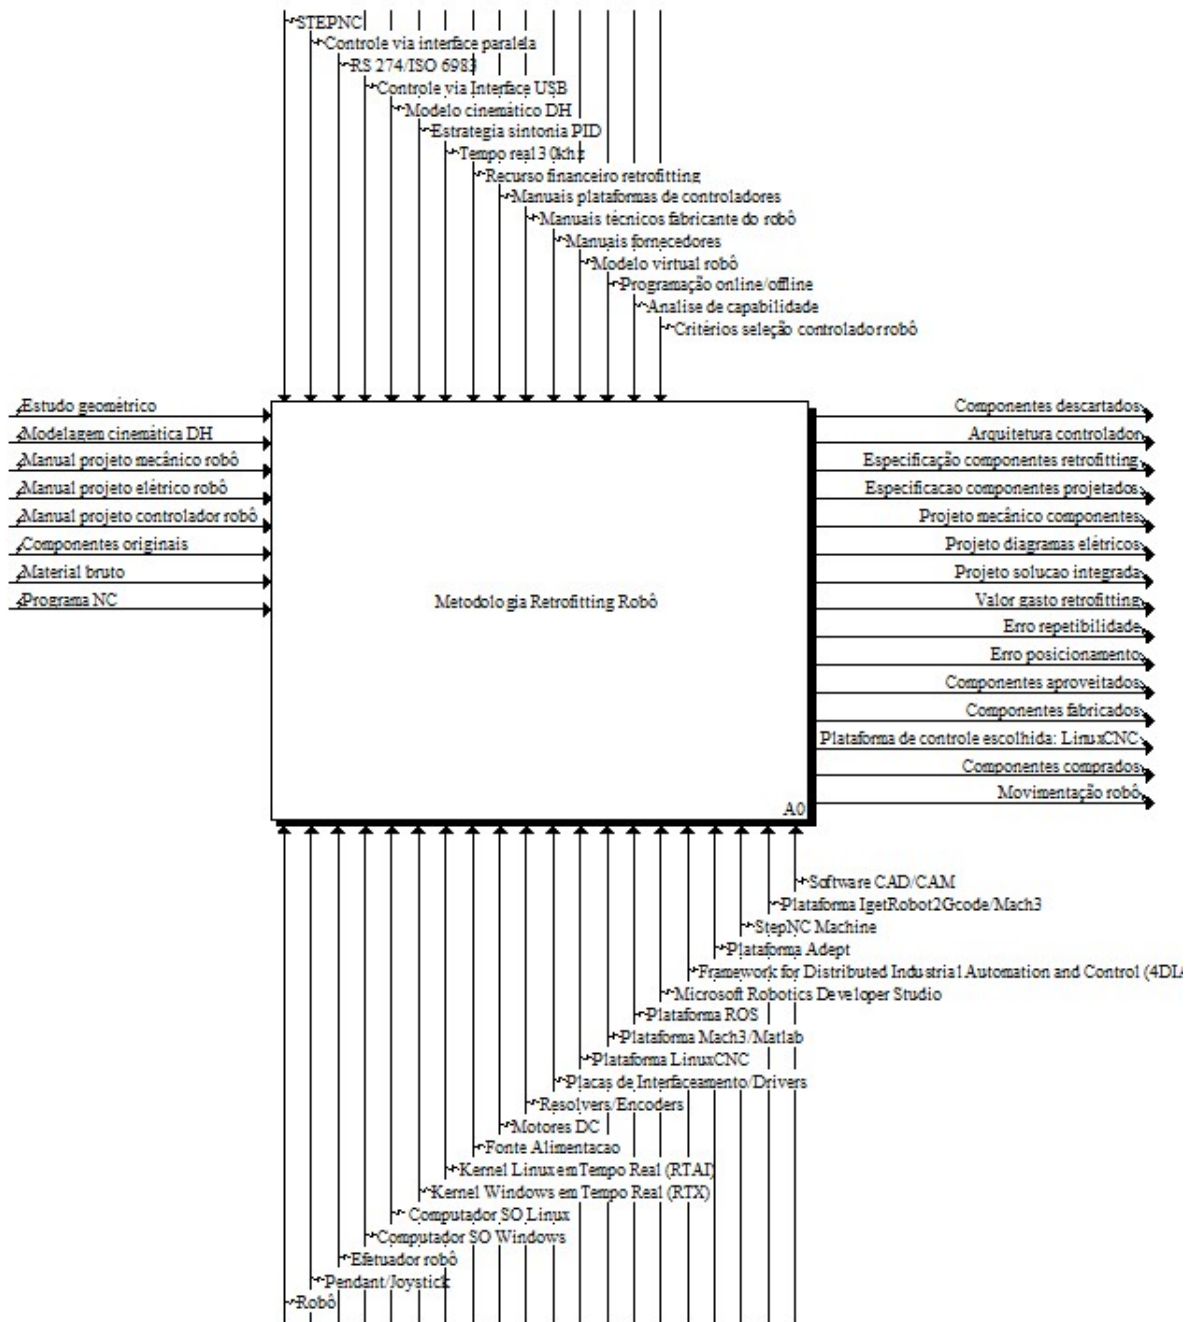 STEPNC
Controle via interface paralela
RS 274/ISO 6983
Controle via Interface USB
Modelo cinemático DH
Estrategia sintonia PID
Tempo real 30khz
Recurso financeiro retrofitting
Manuais plataformas de controladores
Manuais técnicos fabricante do robô
Manuais fornecedores
Modelo virtual robô
Programação online/offline
Analise de capabilidade
Critérios seleção controlador robô
Estudo geométrico
Modelagem cinemática DH
Manual projeto mecânico robô
Manual projeto elétrico robô
Manual projeto controlador robô
Componentes originais
Material bruto
Programa NC
Metodologia Retrofitting Robô
A0
Componentes descartados
Arquitetura controlador
Especificação componentes retrofitting
Especificacao componentes projetados
Projeto mecânico componentes
Projeto diagramas elétricos
Projeto solucao integrada
Valor gasto retrofitting
Erro repetibilidade
Erro posicionamento
Componentes aproveitados
Componentes fabricados
Plataforma de controle escolhida: LinuxCNC
Componentes comprados
Movimentação robô
Software CAD/CAM
Plataforma IgetRobot2Gcode/Mach3
StepNC Machine
Plataforma Adept
Framework for Distributed Industrial Automation and Control (4DIA
Microsoft Robotics Developer Studio
Plataforma ROS
Plataforma Mach3/Matlab
Plataforma LinuxCNC
Placas de Interfaceamento/Drivers
Resolvers/Encoders
Motores DC
Fonte Alimentacao
Kernel Linux em Tempo Real (RTAI)
Kernel Windows em Tempo Real (RTX)
Computador SO Linux
Computador SO Windows
Efetuador robô
Pendant/Joystick
Robô